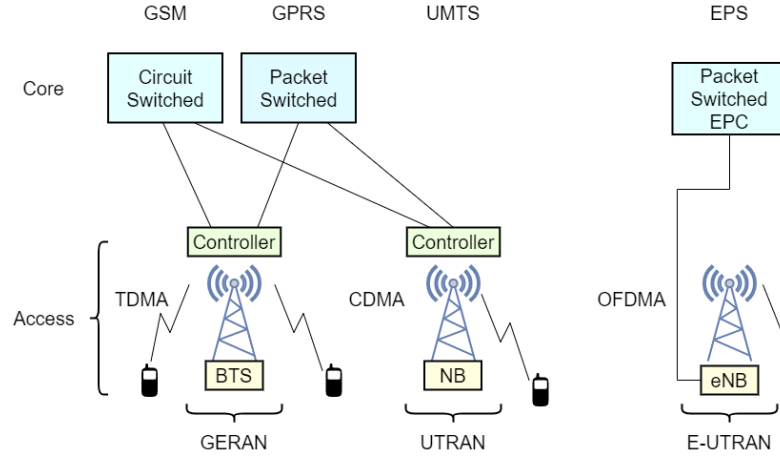 GSM
GPRS
UMTS
EPS
Core
Circuit
Switched
Packet
Switched
Packet
Switched
EPC
Controller
Controller
Access
TDMA
CDMA
OFDMA
BTS
NB
eNB
GERAN
UTRAN
E-UTRAN